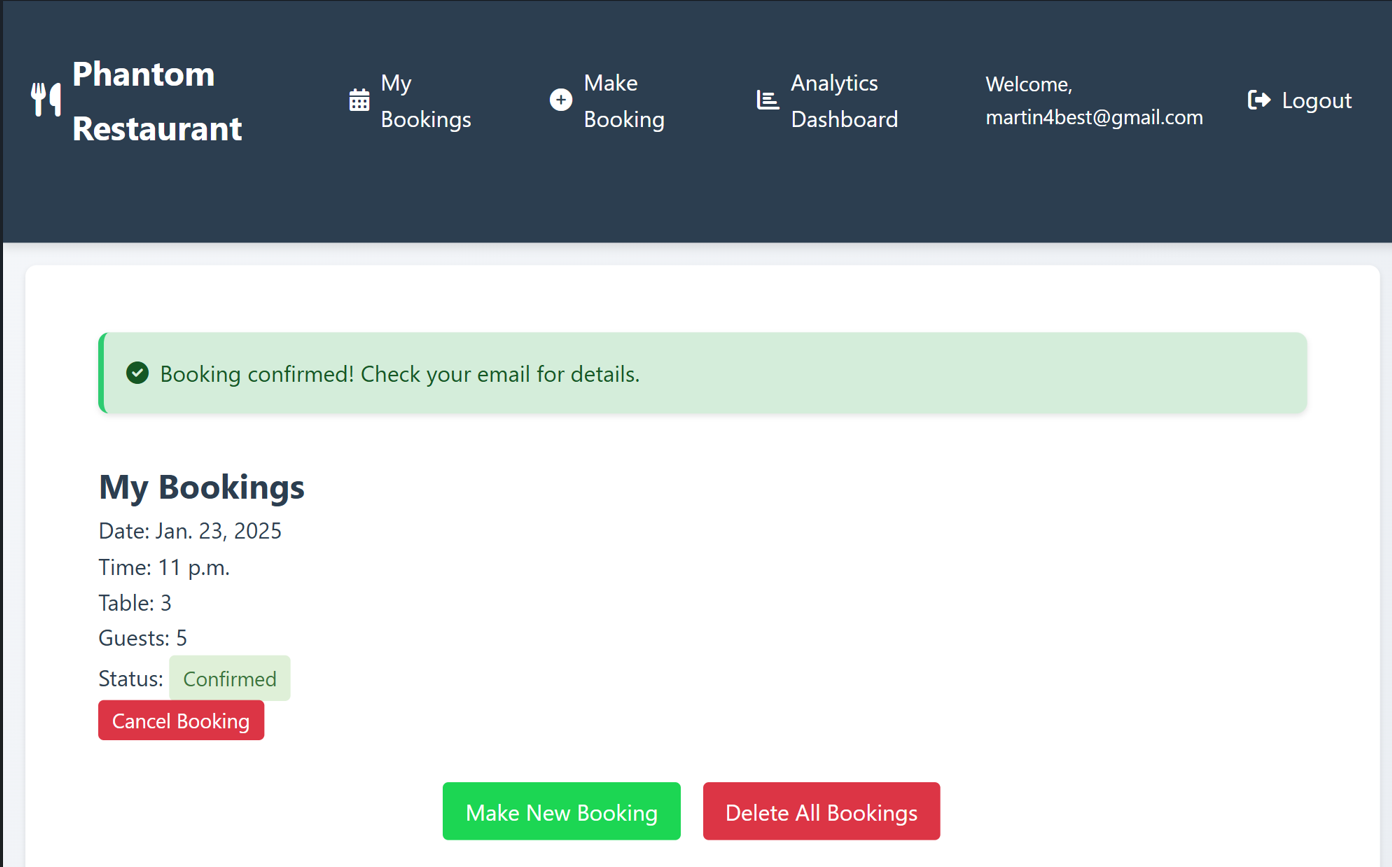 Phantom
Restaurant
My
Bookings
Make
Booking
Analytics
Dashboard
Welcome,
martin4best@gmail.com
Logout
Booking confirmed! Check your email for details.
My Bookings
Date: Jan. 23, 2025
Time: 11 p.m.
Table: 3
Guests: 5
Status: Confirmed
Cancel Booking
Make New Booking
Delete All Bookings